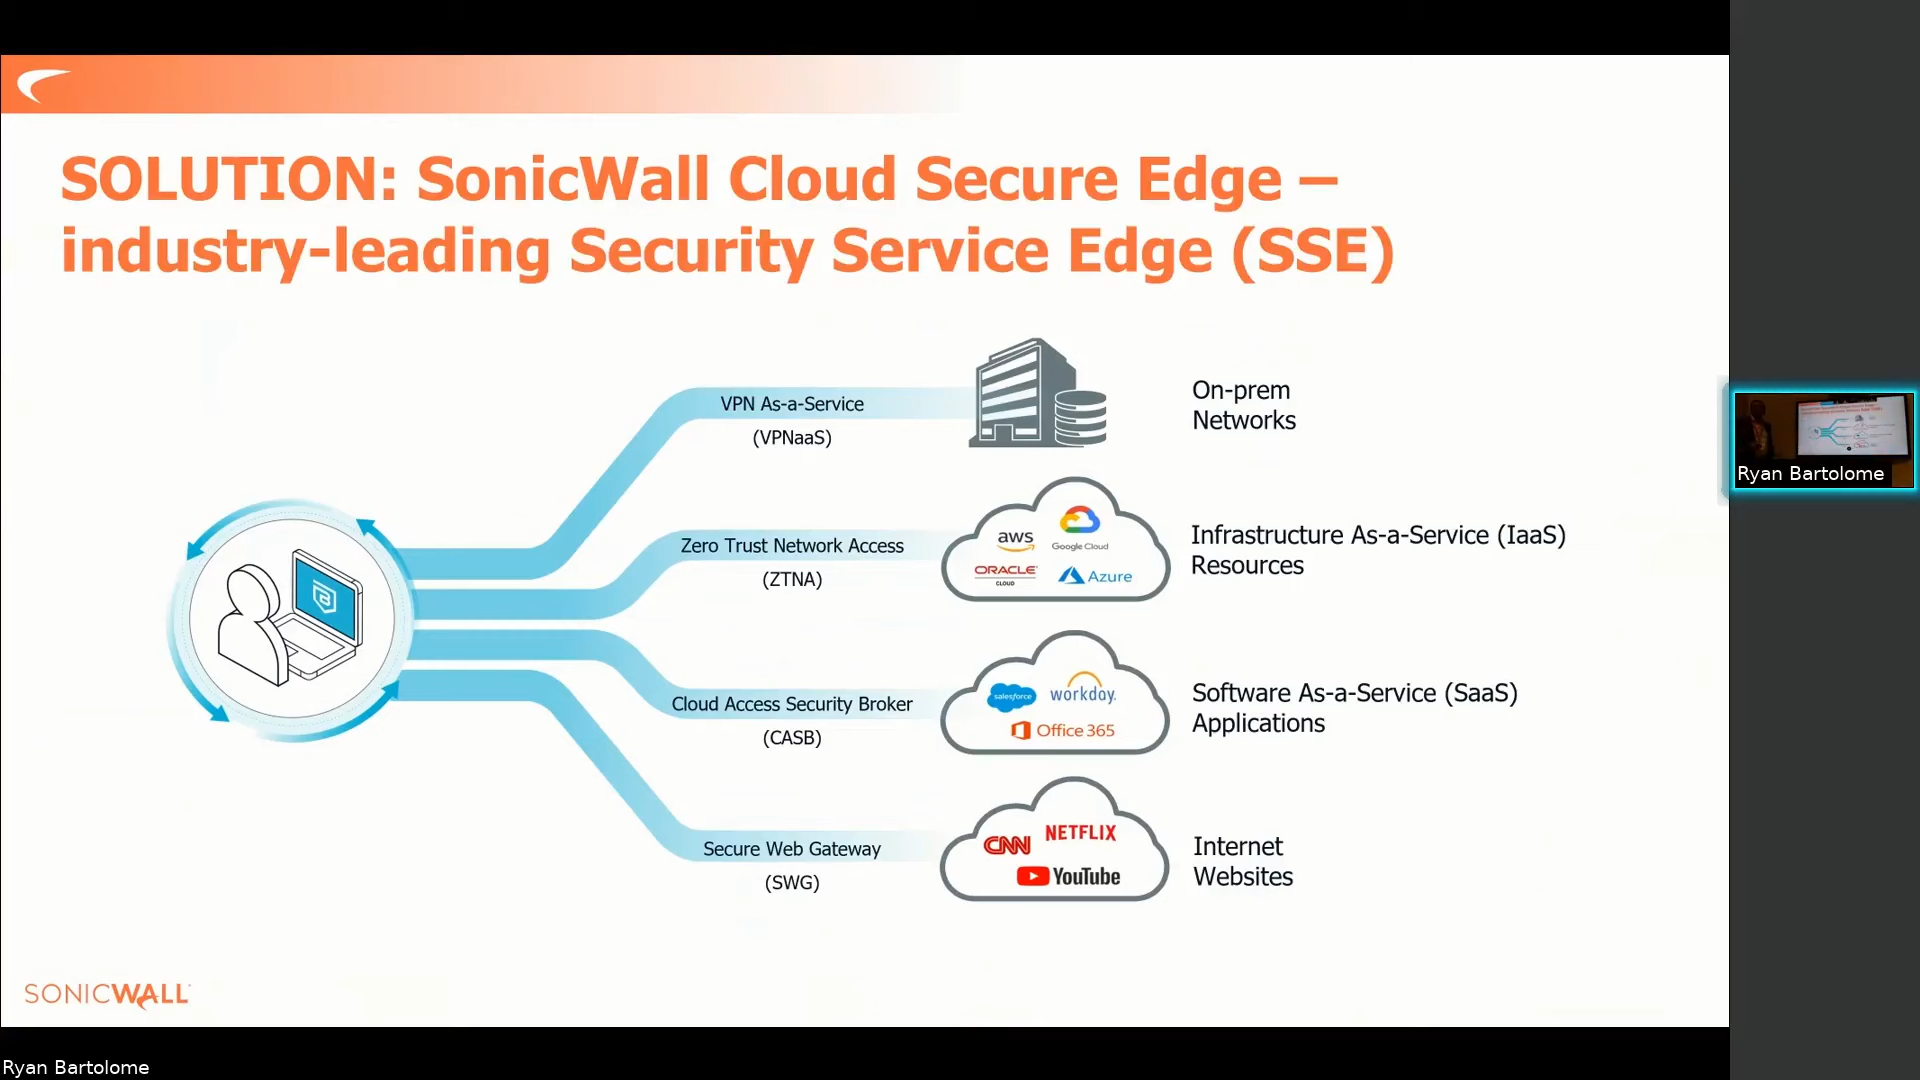 SOLUTION: SonicWall Cloud Secure Edge –
industry-leading Security Service Edge (SSE)
VPN As-a-Service
(VPNaaS)
On-prem
Networks
Zero Trust Network Access
(ZTNA)
aws
Google Cloud
ORACLE
CLOUD
Azure
Infrastructure As-a-Service (IaaS)
Resources
Cloud Access Security Broker
(CASB)
salesforce
workday.
Office 365
Software As-a-Service (SaaS)
Applications
Secure Web Gateway
(SWG)
CNN
NETFLIX
YouTube
Internet
Websites
SONICWALL
Ryan Bartolome
Ryan Bartolome